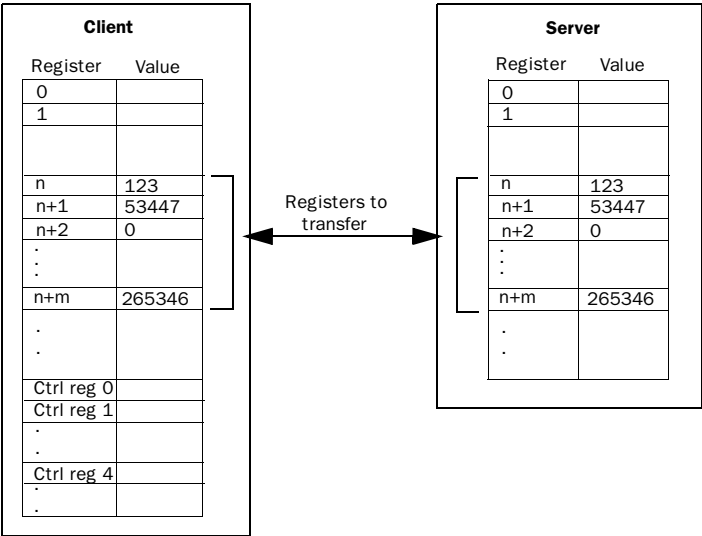 Client
Register Value
0
1
n 123
n+1 53447
n+2 0
.
.
.
n+m 265346
.
.
Ctrl reg 0
Ctrl reg 1
.
.
Ctrl reg 4
.
.
Registers to
transfer
Server
Register Value
0
1
n 123
n+1 53447
n+2 0
.
.
.
n+m 265346
.
.